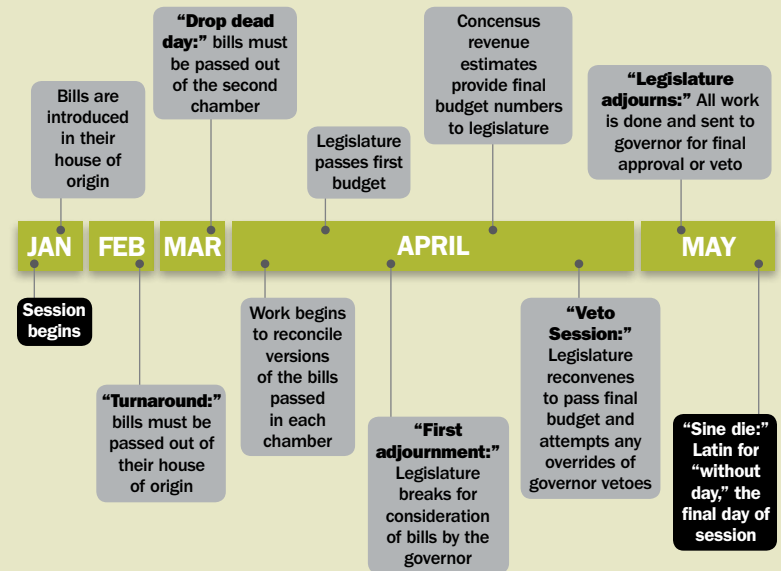 “Drop dead
day:” bills must
be passed out
of the second
chamber
Concensus
revenue
estimates
provide final
budget numbers
to legislature
“Legislature
adjourns:” All work
is done and sent to
governor for final
approval or veto
Bills are
introduced
in their
house of
origin
Legislature
passes first
budget
JAN
FEB
MAR
APRIL
MAY
Session
begins
“Turnaround:”
bills must be
passed out of
their house
of origin
Work begins
to reconcile
versions
of the bills
passed
in each
chamber
“First
adjournment:”
Legislature
breaks for
consideration
of bills by the
governor
“Veto
Session:”
Legislature
reconvenes
to pass final
budget and
attempts any
overrides of
governor vetoes
“Sine die:”
Latin for
“without
day,” the
final day of
session